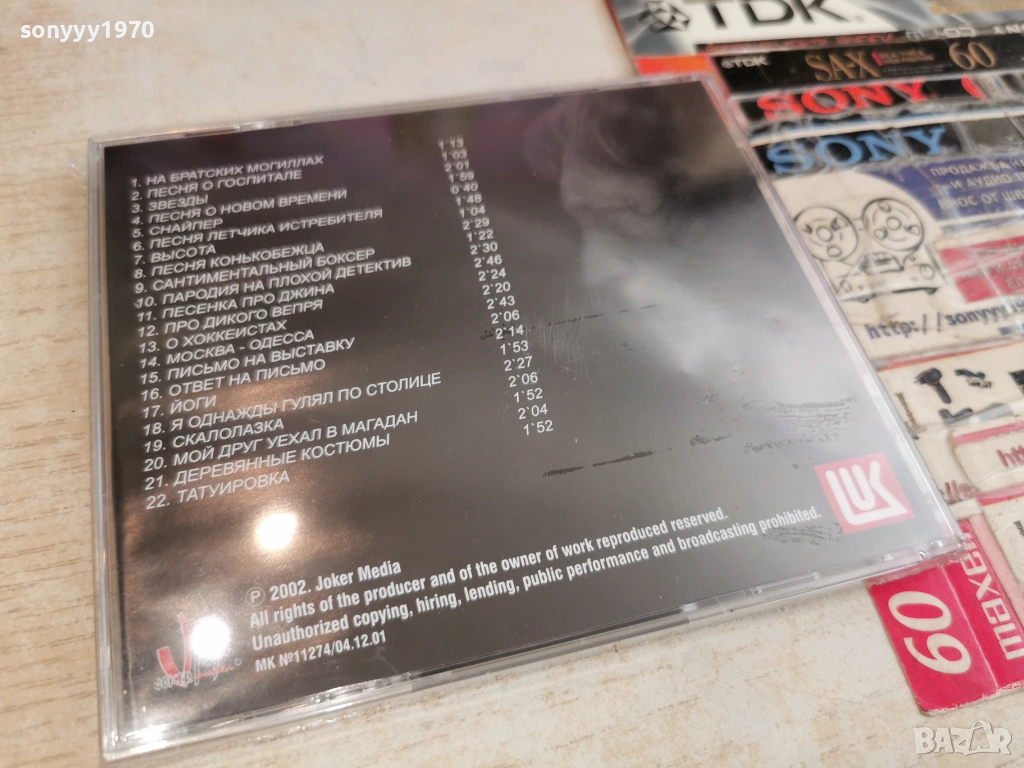 sonyyy1970
1. НА БРАТСКИХ МОГИЛЛАХ 1`13
2. ПЕСНЯ О ГОСПИТАЛЕ 1`03
3. ЗВЕЗДЫ 2`01
4. ПЕСНЯ О НОВОМ ВРЕМЕНИ 1`59
5. СНАЙПЕР 0`40
6. ПЕСНЯ ЛЕТЧИКА ИСТРЕБИТЕЛЯ 1`48
7. ВЫСОТА 1`04
8. ПЕСНЯ КОНЬКОБЕЖЦА 2`29
9. САНТИМЕНТАЛЬНЫЙ БОКСЕР 1`22
10. ПАРОДИЯ НА ПЛОХОЙ ДЕТЕКТИВ 2`30
11. ПЕСЕНКА ПРО ДЖИНА 2`46
12. ПРО ДИКОГО ВЕПРЯ 2`24
13. О ХОККЕИСТАХ 2`20
14. МОСКВА - ОДЕССА 2`43
15. ПИСЬМО НА ВЫСТАВКУ 2`06
16. ОТВЕТ НА ПИСЬМО 2`14
17. ЙОГИ 1`53
18. Я ОДНАЖДЫ ГУЛЯЛ ПО СТОЛИЦЕ 2`27
19. СКАЛОЛАЗКА 2`06
20. МОЙ ДРУГ УЕХАЛ В МАГАДАН 1`52
21. ДЕРЕВЯННЫЕ КОСТЮМЫ 2`04
22. ТАТУИРОВКА 1`52
LUK
℗ 2002. Joker Media
All rights of the producer and of the owner of work reproduced reserved.
Unauthorized copying, hiring, lending, public performance and broadcasting prohibited.
МК №11274/04.12.01
TDK
TDK SA-X 60
SONY
SONY
И АУДИО
http://sonyyy.
60 maxell
BAZAR